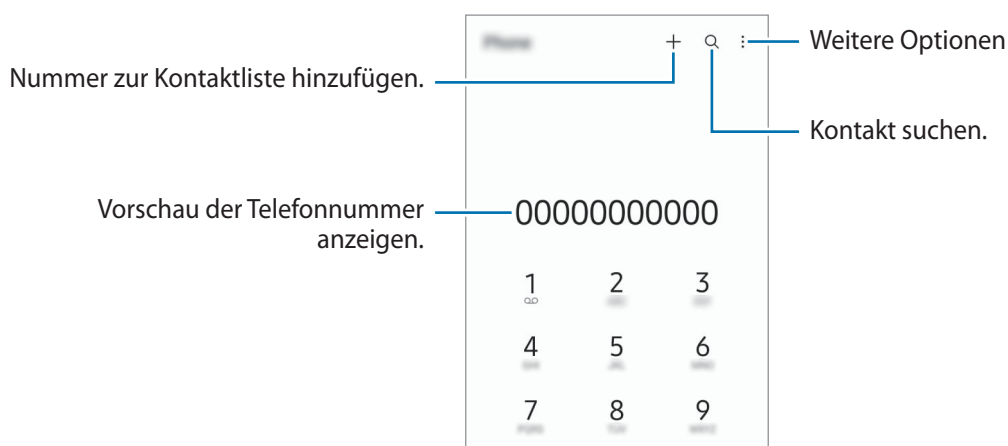 Phone
Weitere Optionen
Nummer zur Kontaktliste hinzufügen.
Kontakt suchen.
Vorschau der Telefonnummer
anzeigen.
00000000000
1 2 3
4 5 6
7 8 9